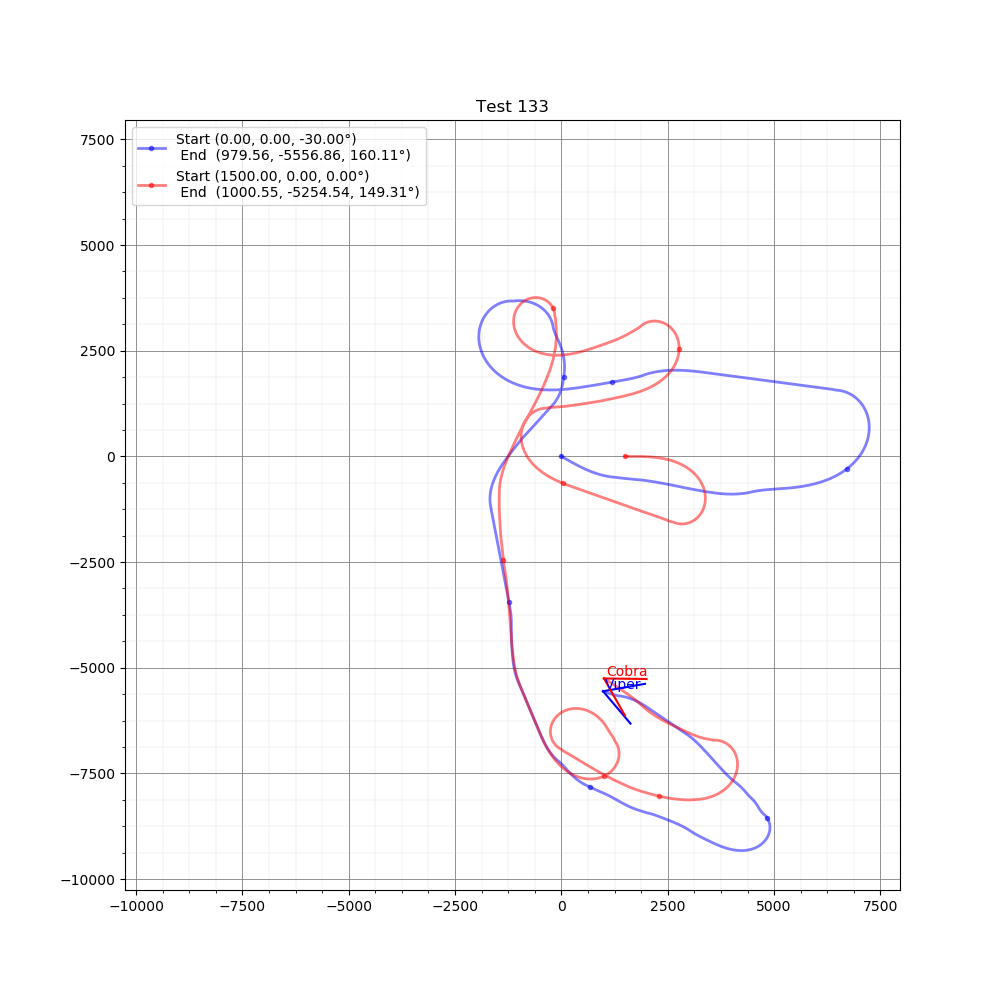 Test 133
Start (0.00, 0.00, -30.00°)
End (979.56, -5556.86, 160.11°)
Start (1500.00, 0.00, 0.00°)
End (1000.55, -5254.54, 149.31°)
7500
5000
2500
0
−2500
−5000
−7500
−10000
Cobra
Viper
−10000 −7500 −5000 −2500 0 2500 5000 7500